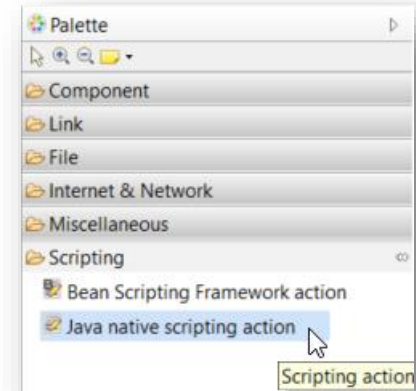 Palette
Component
Link
File
Internet & Network
Miscellaneous
Scripting
Bean Scripting Framework action
Java native scripting action
Scripting action